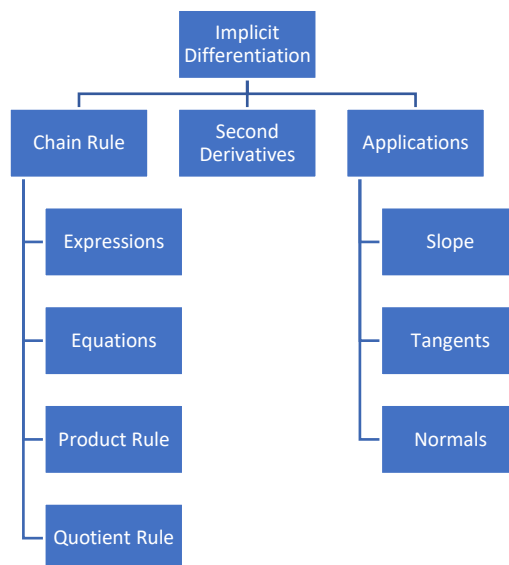 Implicit
Differentiation
Chain Rule
Second
Derivatives
Applications
Expressions
Slope
Equations
Tangents
Product Rule
Normals
Quotient Rule